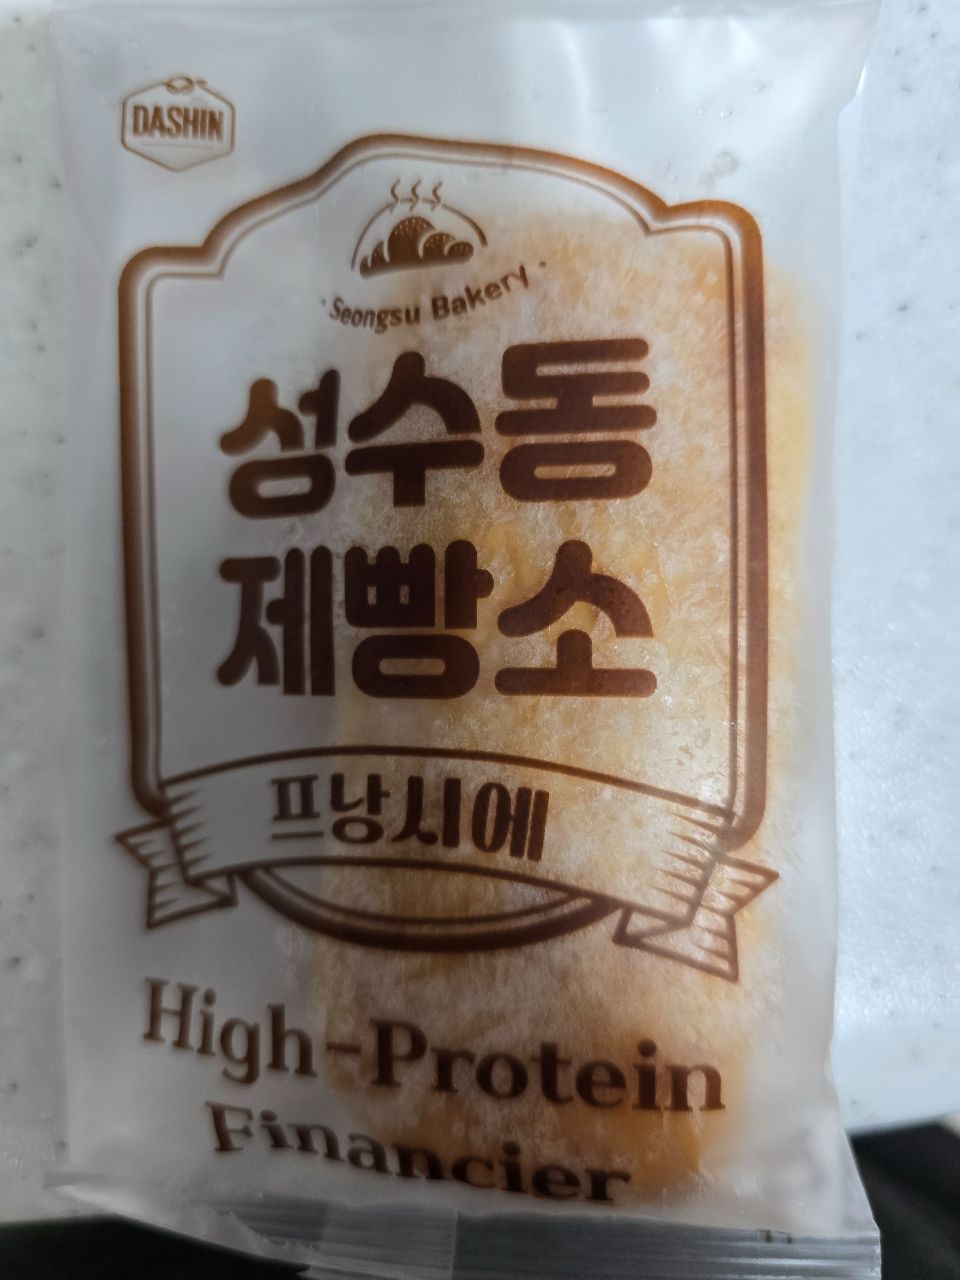 DASHIN
Seongsu Bakery
성수동
제빵소
프낭시에
High-Protein
Financier